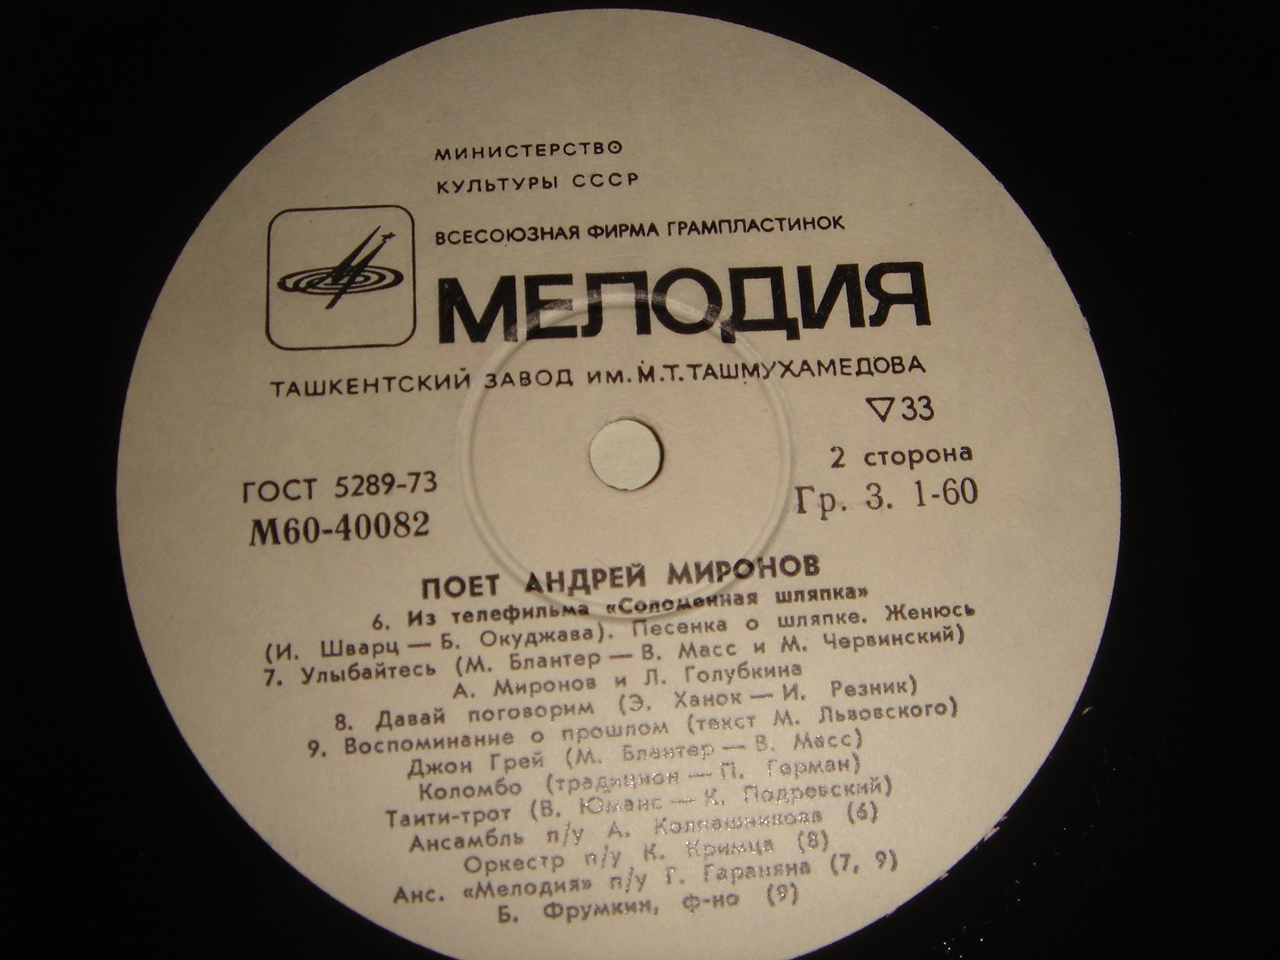 МИНИСТЕРСТВО
КУЛЬТУРЫ СССР
ВСЕСОЮЗНАЯ ФИРМА ГРАМПЛАСТИНОК
МЕЛОДИЯ
ТАШКЕНТСКИЙ ЗАВОД ИМ. М.Т.ТАШМУХАМЕДОВА
▽33
2 сторона
ГОСТ 5289-73
Гр. 3. 1-60
М60-40082
ПОЕТ АНДРЕЙ МИРОНОВ
6. Из телефильма «Соломенная шляпка»
(И. Шварц — Б. Окуджава). Песенка о шляпке. Женюсь
7. Улыбайтесь (М. Блантер — В. Масс и М. Червинский)
А. Миронов и Л. Голубкина
8. Давай поговорим (Э. Ханок — И. Резник)
9. Воспоминание о прошлом (текст М. Львовского)
Джон Грей (М. Блантер — В. Масс)
Коломбо (традицион — П. Герман)
Таити-трот (В. Юманс — К. Подревский)
Ансамбль п/у А. Колпашникова (6)
Оркестр п/у К. Кримца (8)
Анс. «Мелодия» п/у Г. Гараняна (7, 9)
Б. Фрумкин, ф-но (9)